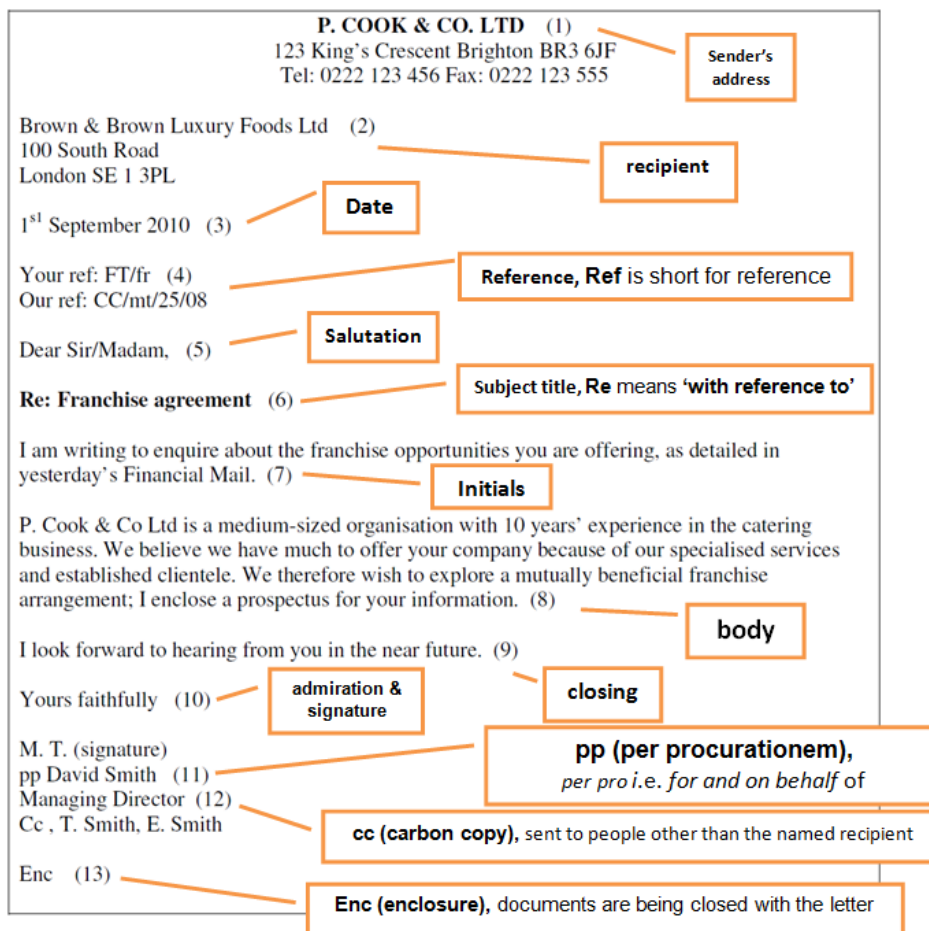 P. COOK & CO. LTD (1)
123 King's Crescent Brighton BR3 6JF
Tel: 0222 123 456 Fax: 0222 123 555
Sender's
address
Brown & Brown Luxury Foods Ltd (2)
100 South Road
London SE 1 3PL
recipient
1st September 2010 (3)
Date
Your ref: FT/fr (4)
Our ref: CC/mt/25/08
Reference, Ref is short for reference
Dear Sir/Madam, (5)
Salutation
Re: Franchise agreement (6)
Subject title, Re means 'with reference to'
I am writing to enquire about the franchise opportunities you are offering, as detailed in
yesterday's Financial Mail. (7)
Initials
P. Cook & Co Ltd is a medium-sized organisation with 10 years' experience in the catering
business. We believe we have much to offer your company because of our specialised services
and established clientele. We therefore wish to explore a mutually beneficial franchise
arrangement; I enclose a prospectus for your information. (8)
body
I look forward to hearing from you in the near future. (9)
closing
Yours faithfully (10)
admiration &
signature
M. T. (signature)
pp David Smith (11)
pp (per procurationem),
per pro i.e. for and on behalf of
Managing Director (12)
Cc , T. Smith, E. Smith
cc (carbon copy), sent to people other than the named recipient
Enc (13)
Enc (enclosure), documents are being closed with the letter